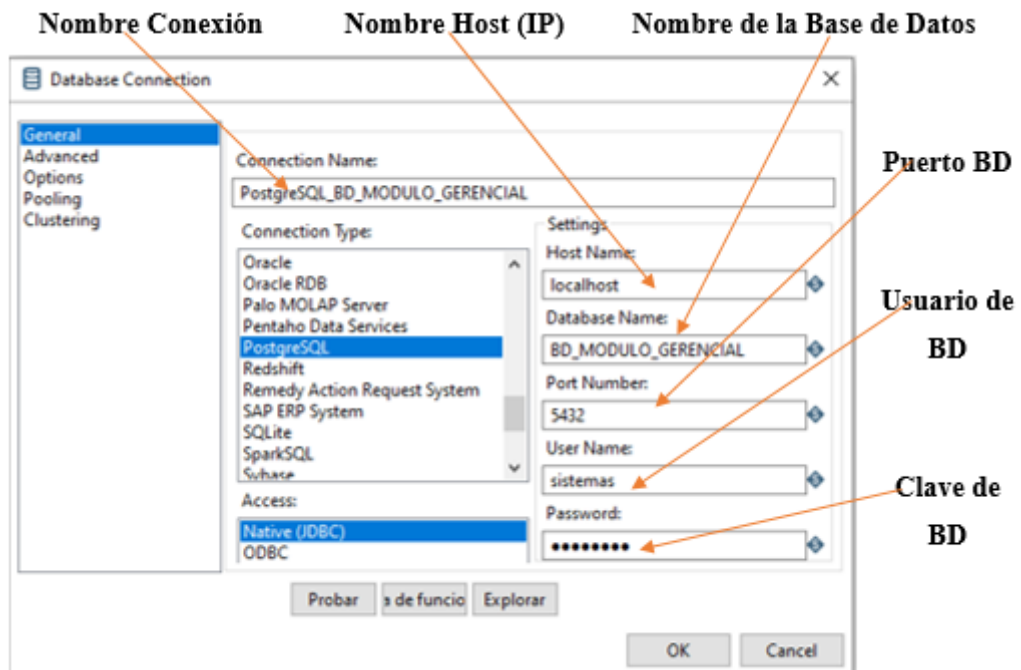 Nombre Conexión Nombre Host (IP) Nombre de la Base de Datos
Database Connection
General
Advanced
Options
Pooling
Clustering
Connection Name:
PostgreSQL_BD_MODULO_GERENCIAL
Connection Type:
Oracle
Oracle RDB
Palo MOLAP Server
Pentaho Data Services
PostgreSQL
Redshift
Remedy Action Request System
SAP ERP System
SQLite
SparkSQL
Sybase
Access:
Native (JDBC)
ODBC
Settings
Host Name:
localhost
Database Name:
BD_MODULO_GERENCIAL
Port Number:
5432
User Name:
sistemas
Password:
●●●●●●●●
Puerto BD
Usuario de
BD
Clave de
BD
Probar a de funcio Explorar
OK Cancel